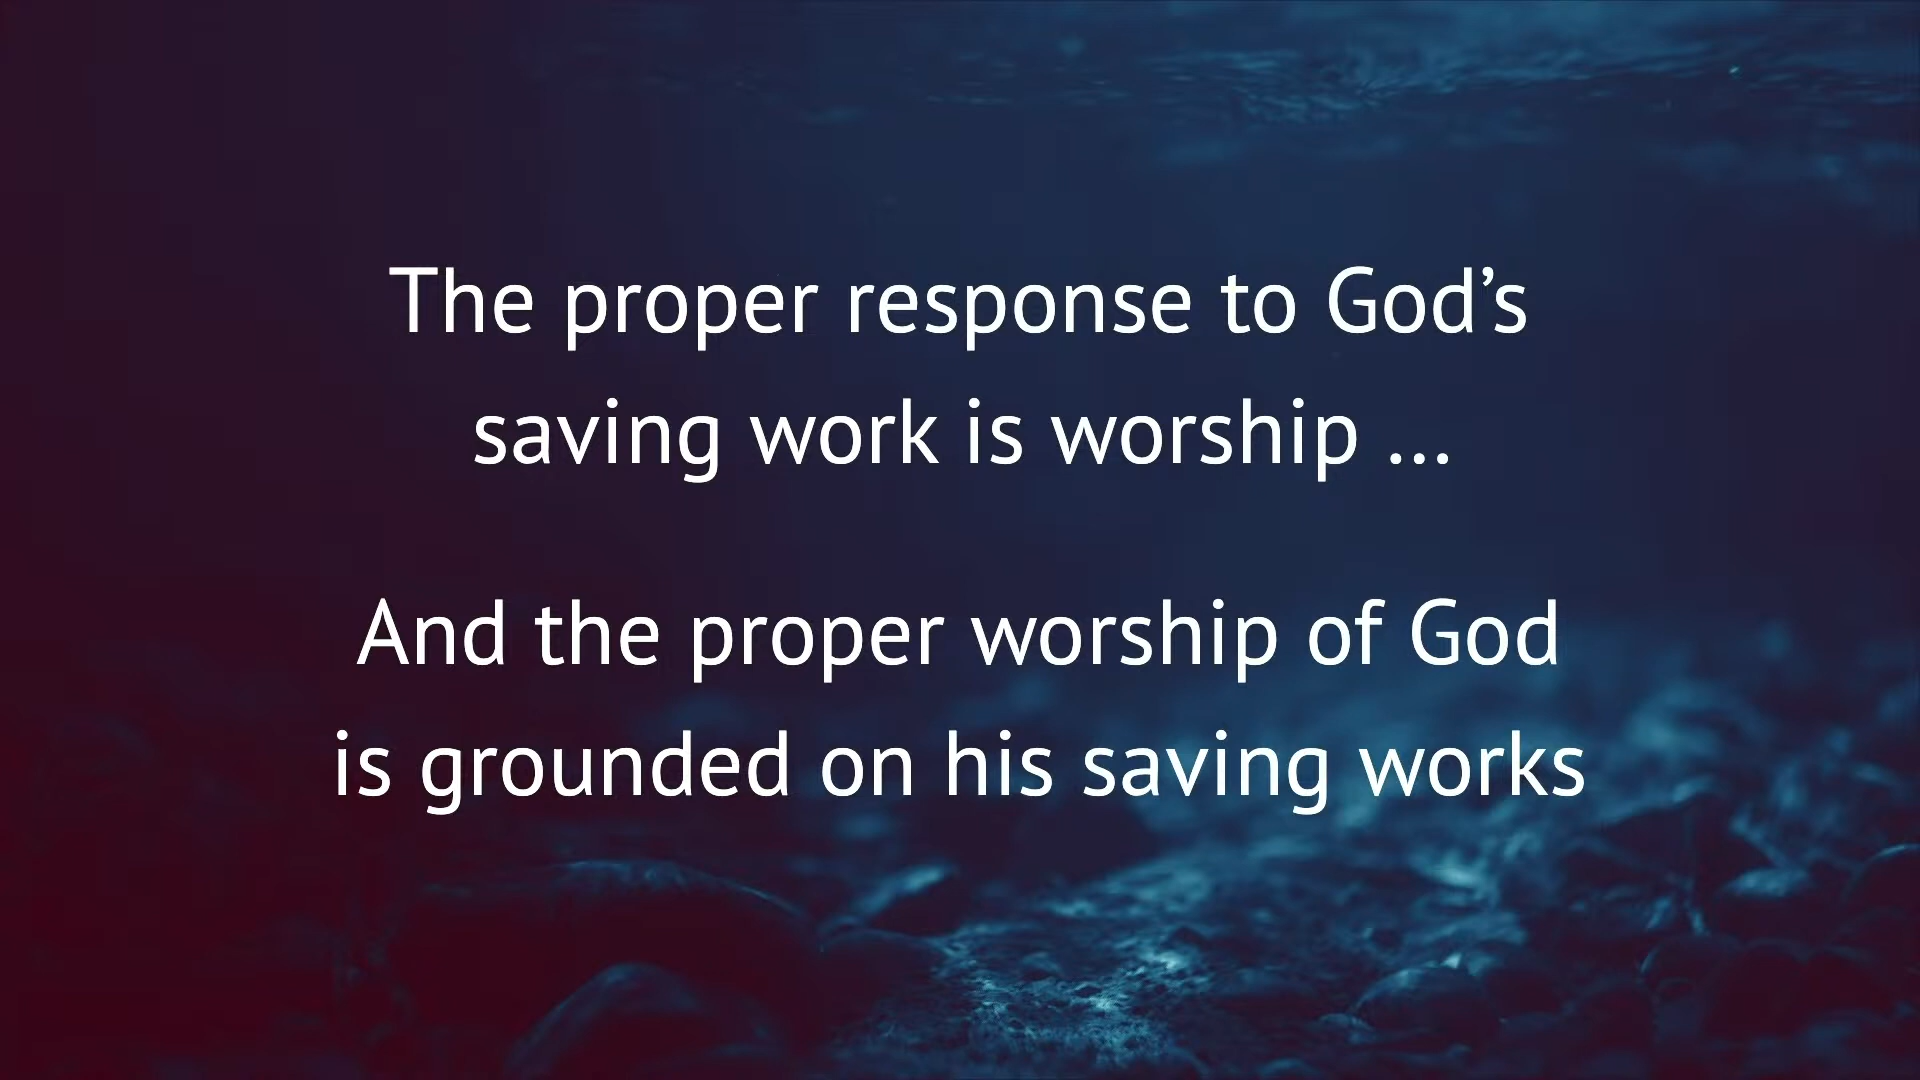 The proper response to God’s
saving work is worship ...
And the proper worship of God
is grounded on his saving works